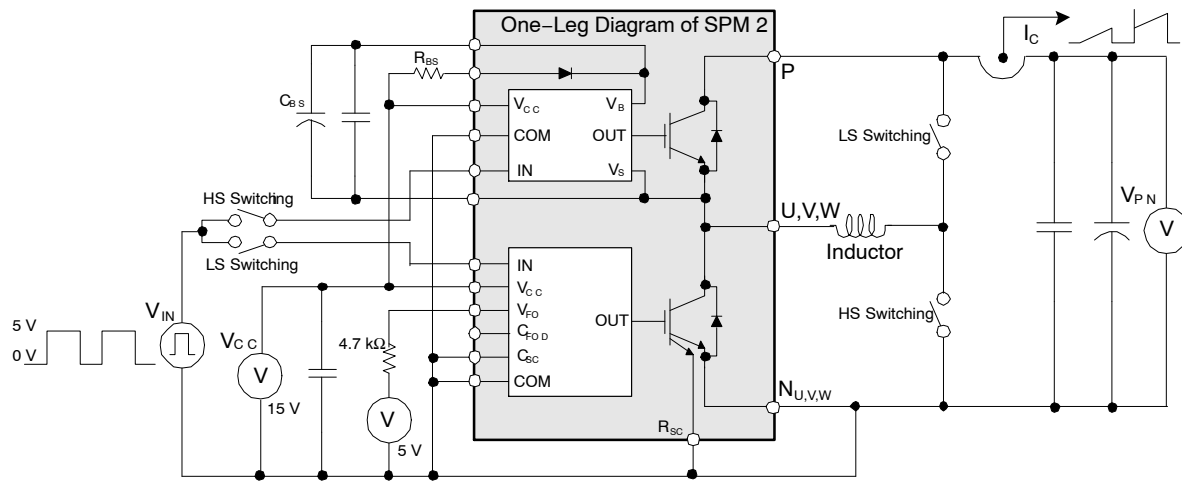 One-Leg Diagram of SPM 2
IC
P
RBS
CBS
VCC
VB
COM
OUT
IN
VS
LS Switching
HS Switching
LS Switching
U,V,W
Inductor
VPN
V
IN
VCC
VFO
CFOD
CSC
COM
OUT
HS Switching
VIN
5 V
0 V
VCC
V
15 V
4.7 kΩ
V
5 V
NU,V,W
RSC